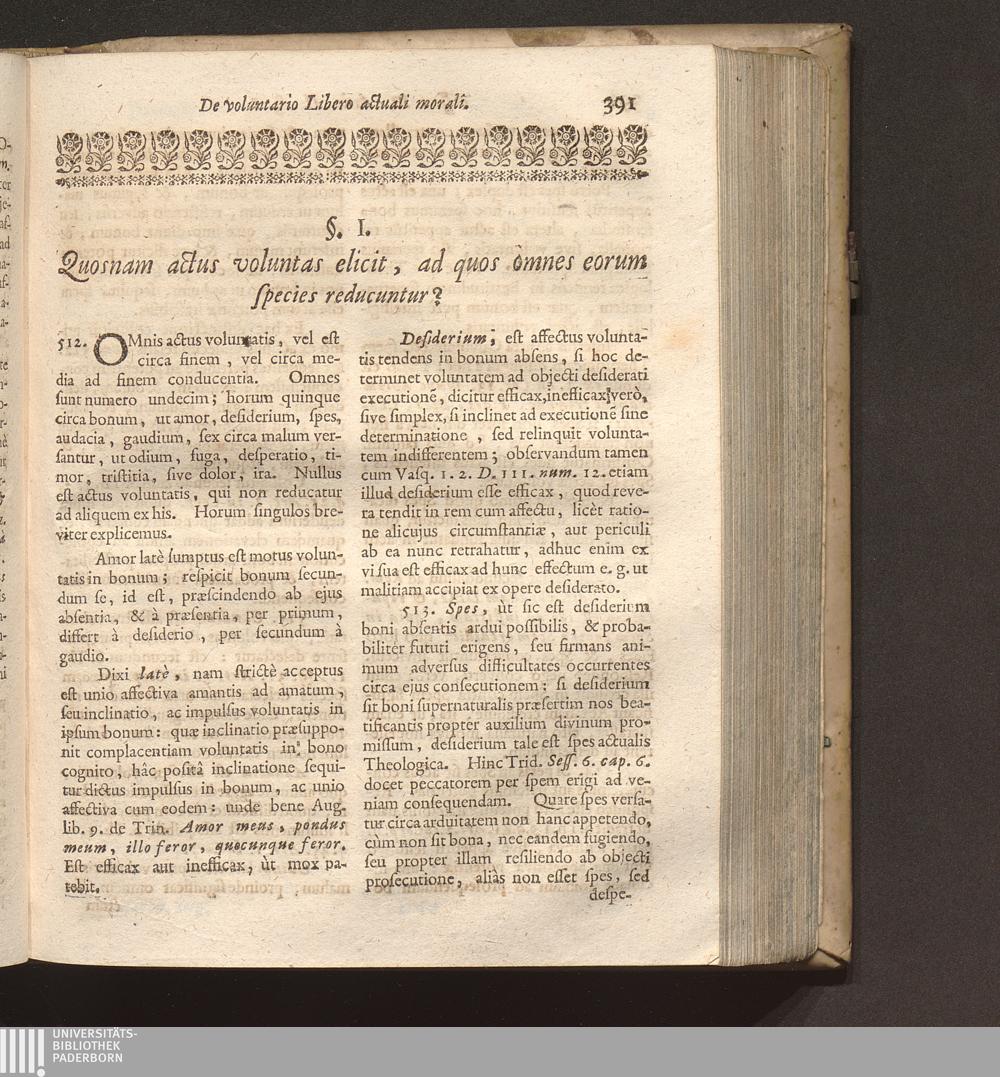 De voluntario Libero actuali morali. 391
§. I.
Quosnam actus voluntas elicit, ad quos omnes eorum
species reducuntur?
512. OMnis actus voluntatis, vel est
circa finem, vel circa me-
dia ad finem conducentia. Omnes
sunt numero undecim; horum quinque
circa bonum, ut amor, desiderium, spes,
audacia, gaudium, sex circa malum ver-
santur, ut odium, fuga, desperatio, ti-
mor, tristitia, sive dolor, ira. Nullus
est actus voluntatis, qui non reducatur
ad aliquem ex his. Horum singulos bre-
viter explicemus.
Amor latè sumptus est motus volun-
tatis in bonum; respicit bonum secun-
dum se, id est, præscindendo ab ejus
absentia, & à præsentia, per primum,
differt à desiderio, per secundum à
gaudio.
Dixi latè, nam strictè acceptus
est unio affectiva amantis ad amatum,
seu inclinatio, ac impulsus voluntatis in
ipsum bonum: quæ inclinatio præsuppo-
nit complacentiam voluntatis in bono
cognito, hâc positâ inclinatione sequi-
tur dictus impulsus in bonum, ac unio
affectiva cum eodem: unde bene Aug.
lib. 9. de Trin. Amor meus, pondus
meum, illo feror, quocunque feror.
Est efficax aut inefficax, ùt mox pa-
tebit.
Desiderium, est affectus volunta-
tis tendens in bonum absens, si hoc de-
terminet voluntatem ad objecti desiderati
executionē, dicitur efficax, inefficax verò,
sive simplex, si inclinet ad executionē sine
determinatione, sed relinquit volunta-
tem indifferentem; observandum tamen
cum Vasq. 1. 2. D. 111. num. 12. etiam
illud desiderium esse efficax, quod reve-
ra tendit in rem cum affectu, licèt ratio-
ne alicujus circumstantiæ, aut periculi
ab ea nunc retrahatur, adhuc enim ex
vi sua est efficax ad hunc effectum e. g. ut
malitiam accipiat ex opere desiderato.
513. Spes, ùt sic est desiderium
boni absentis ardui possibilis, & proba-
biliter fututi erigens, seu firmans ani-
mum adversus difficultates occurrentes
circa ejus consecutionem: si desiderium
sit boni supernaturalis præsertim nos bea-
tificantis propter auxilium divinum pro-
missum, desiderium tale est spes actualis
Theologica. Hinc Trid. Sess. 6. cap. 6.
docet peccatorem per spem erigi ad ve-
niam consequendam. Quare spes versa-
tur circa arduitatem non hanc appetendo,
cùm non sit bona, nec eandem fugiendo,
seu propter illam resiliendo ab objecti
prosecutione, aliàs non esset spes, sed
despe-
UNIVERSITÄTS-
BIBLIOTHEK
PADERBORN